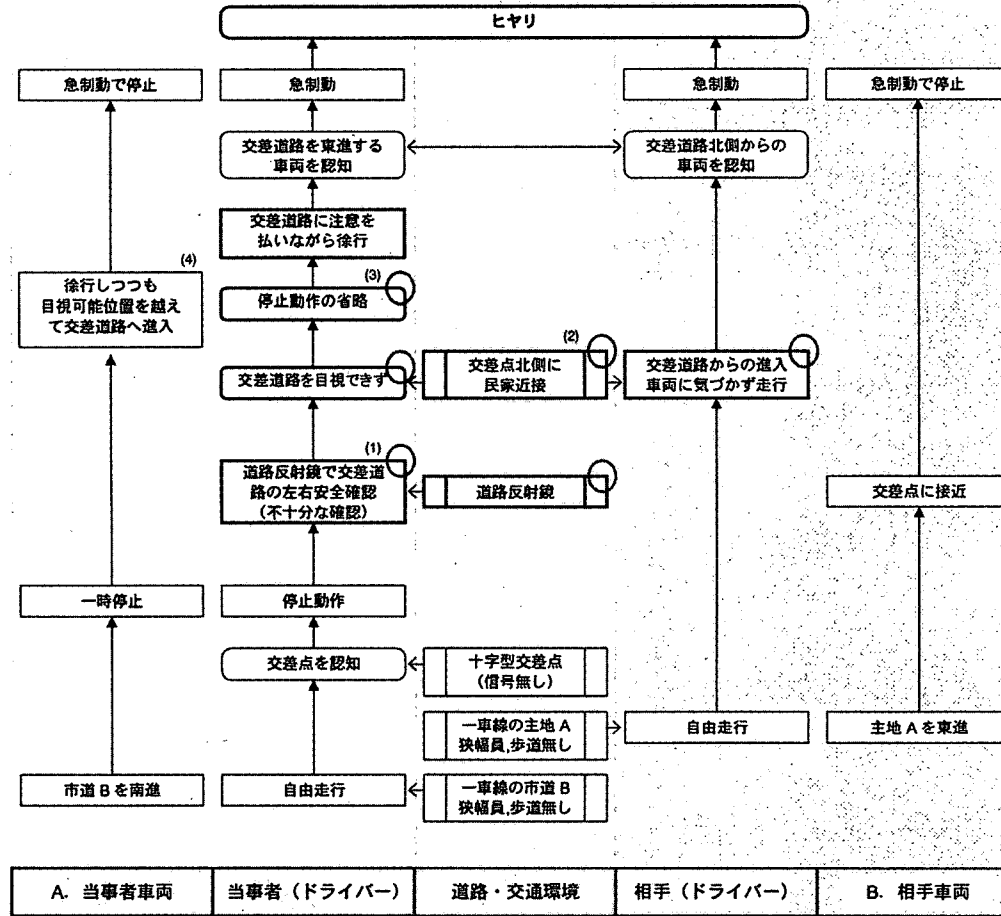 ヒヤリ
急制動で停止
急制動
急制動
急制動で停止
交差道路を東進する
車両を認知
交差道路北側からの
車両を認知
交差道路に注意を
払いながら徐行
(4)
徐行しつつも
目視可能位置を越え
て交差道路へ進入
(3)
停止動作の省略
交差道路を目視できず
(2)
交差点北側に
民家近接
交差道路からの進入
車両に気づかず走行
(1)
道路反射鏡で交差道
路の左右安全確認
(不十分な確認)
道路反射鏡
交差点に接近
一時停止
停止動作
交差点を認知
十字型交差点
(信号無し)
一車線の主地 A
狭幅員,歩道無し
自由走行
主地 A を東進
市道 B を南進
自由走行
一車線の市道 B
狭幅員,歩道無し
A. 当事者車両
当事者(ドライバー)
道路・交通環境
相手(ドライバー)
B. 相手車両